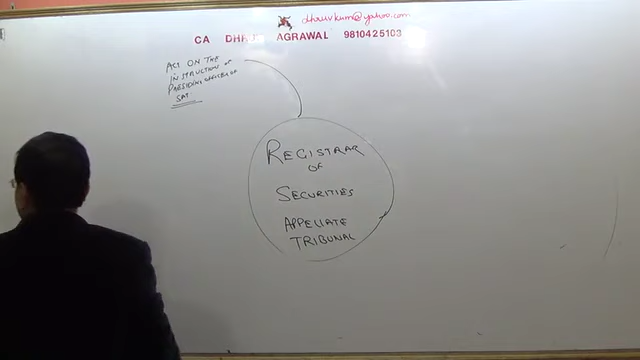 dhruvkum@yahoo.com
CA DHR AGRAWAL 9810425103
ACT ON THE
INSTRUCTION OF
PRESIDING OFFICER OF
SAT
REGISTRAR
OF
SECURITIES
APPELLATE
TRIBUNAL